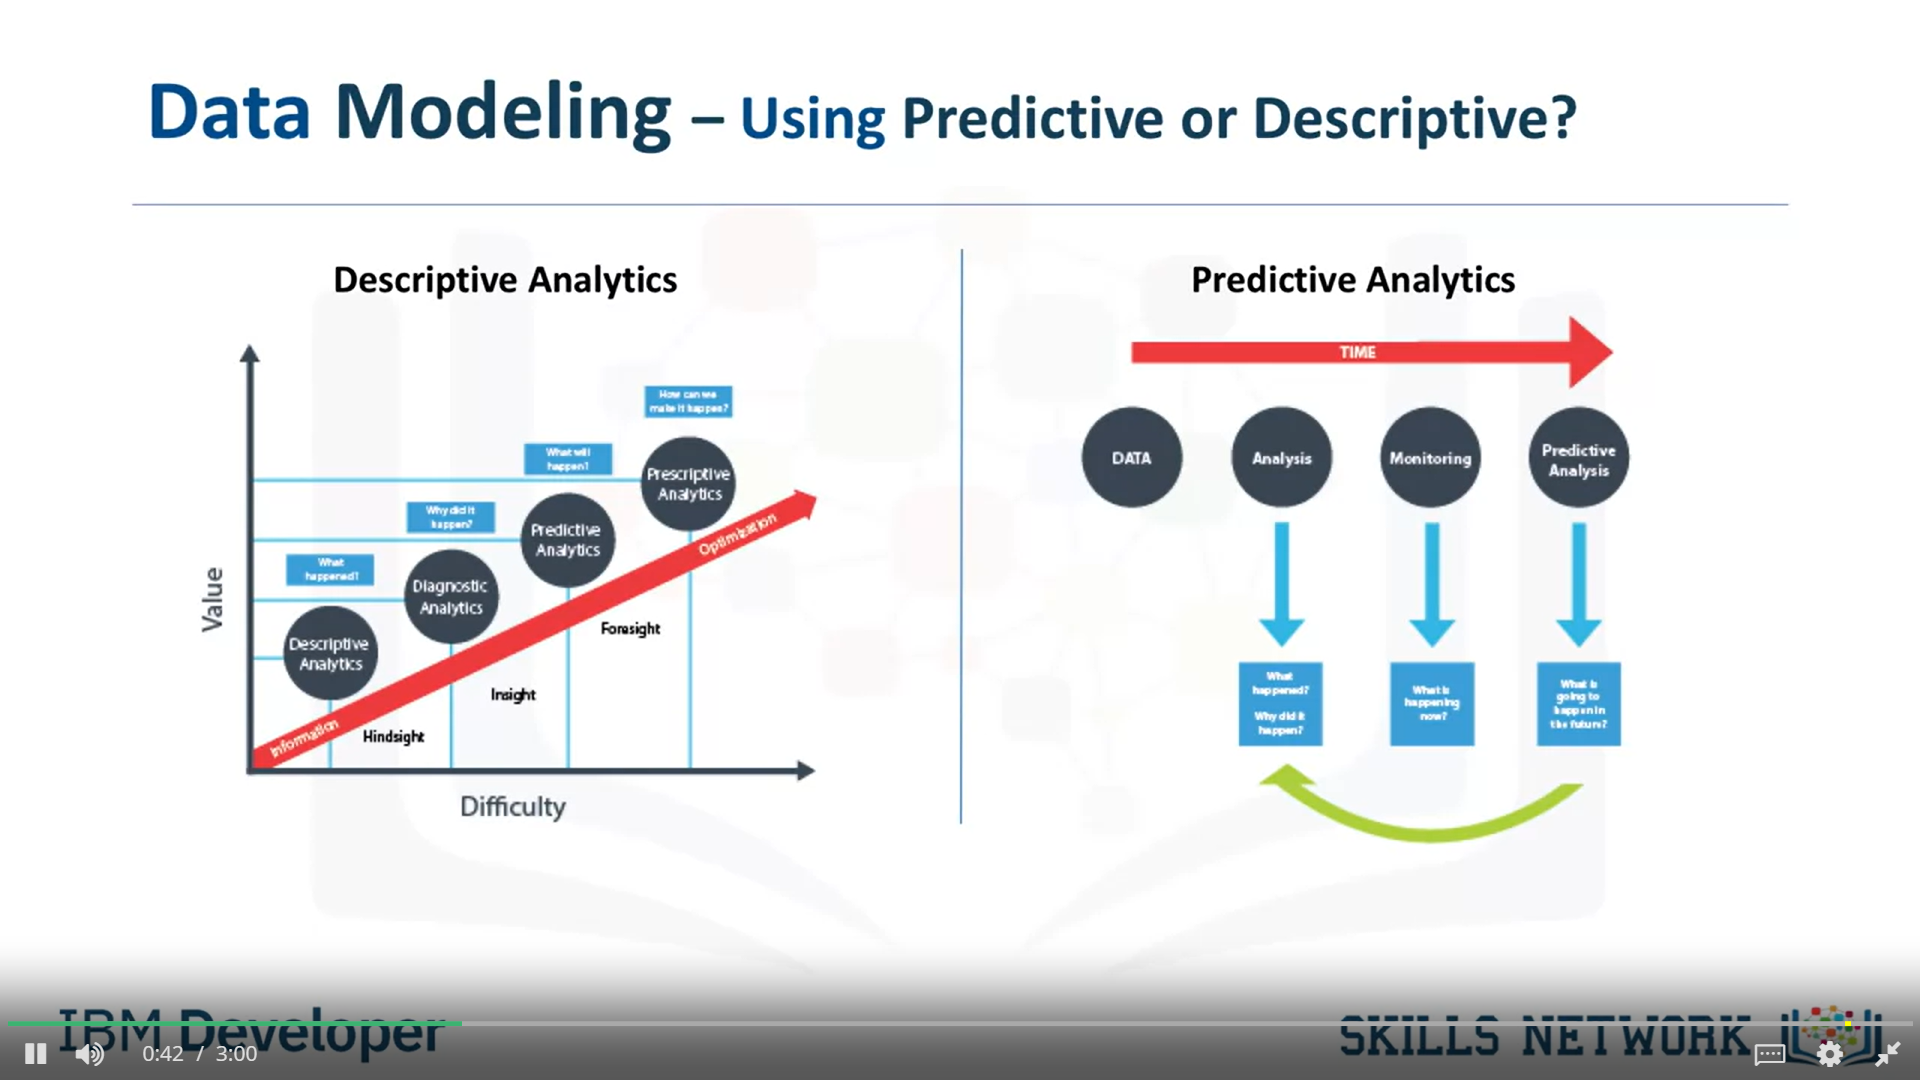 Data Modeling – Using Predictive or Descriptive?
Descriptive Analytics
How can we
make it happen?
What will
happen?
Prescriptive
Analytics
Why did it
happen?
Predictive
Analytics
Optimization
What
happened?
Diagnostic
Analytics
Foresight
Value
Descriptive
Analytics
Insight
Information
Hindsight
Difficulty
Predictive Analytics
TIME
DATA
Analysis
Monitoring
Predictive
Analysis
What
happened?
Why did it
happen?
What is
happening
now?
What is
going to
happen in
the future?
IBM Developer
SKILLS NETWORK
0:42 / 3:00